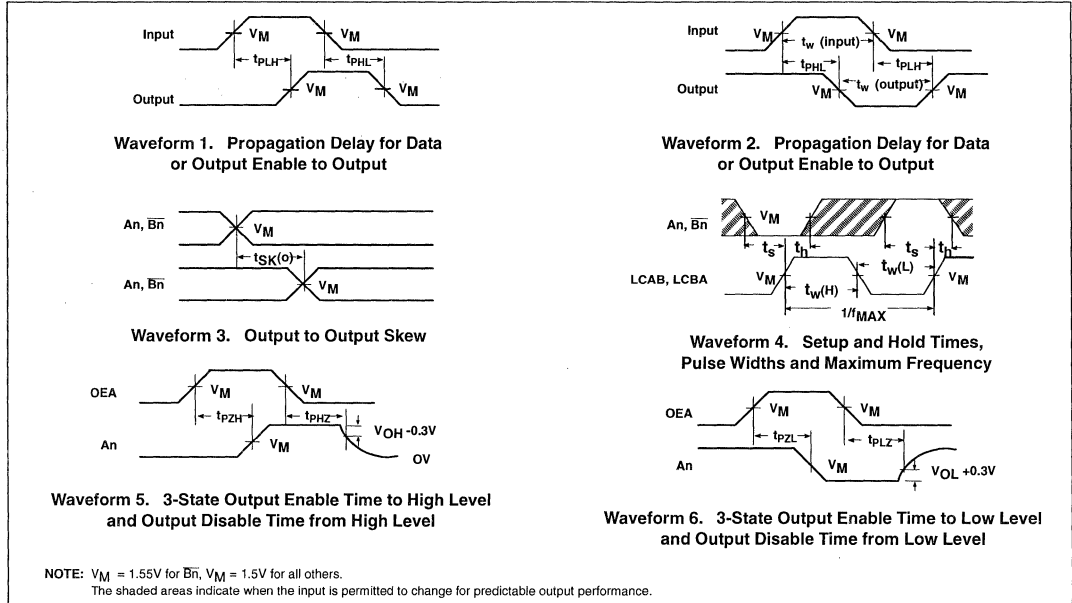 Input
VM
VM
tPLH
tPHL
Output
VM
VM
Waveform 1. Propagation Delay for Data
or Output Enable to Output
Input
VM
tw (input)
VM
tPHL
tPLH
Output
VM
tw (output)
VM
Waveform 2. Propagation Delay for Data
or Output Enable to Output
An, B̅n̅
VM
tSK(o)
An, B̅n̅
VM
Waveform 3. Output to Output Skew
An, B̅n̅
VM
ts
th
ts
th
LCAB, LCBA
VM
tw(H)
tw(L)
VM
1/fMAX
Waveform 4. Setup and Hold Times,
Pulse Widths and Maximum Frequency
OEA
VM
VM
tPZH
tPHZ
An
VM
VOH -0.3V
OV
Waveform 5. 3-State Output Enable Time to High Level
and Output Disable Time from High Level
OEA
VM
VM
tPZL
tPLZ
An
VM
VOL +0.3V
Waveform 6. 3-State Output Enable Time to Low Level
and Output Disable Time from Low Level
NOTE: VM = 1.55V for B̅n̅, VM = 1.5V for all others.
The shaded areas indicate when the input is permitted to change for predictable output performance.